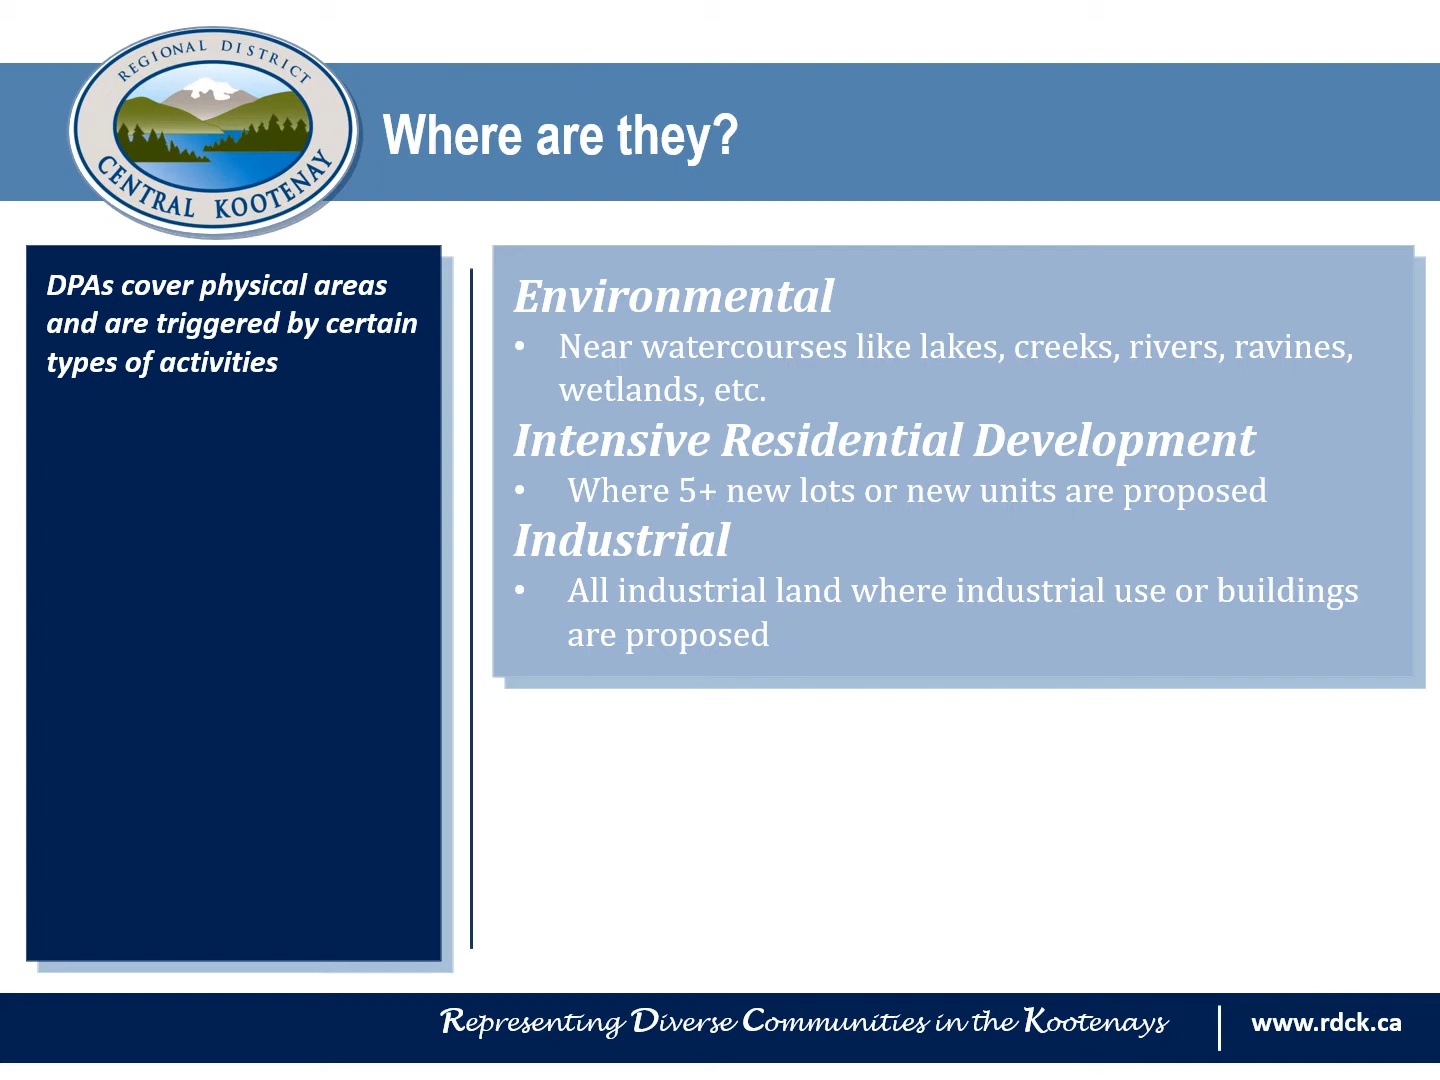 REGIONAL DISTRICT
CENTRAL KOOTENAY
Where are they?
DPAs cover physical areas
and are triggered by certain
types of activities
Environmental
• Near watercourses like lakes, creeks, rivers, ravines,
wetlands, etc.
Intensive Residential Development
• Where 5+ new lots or new units are proposed
Industrial
• All industrial land where industrial use or buildings
are proposed
Representing Diverse Communities in the Kootenays
www.rdck.ca